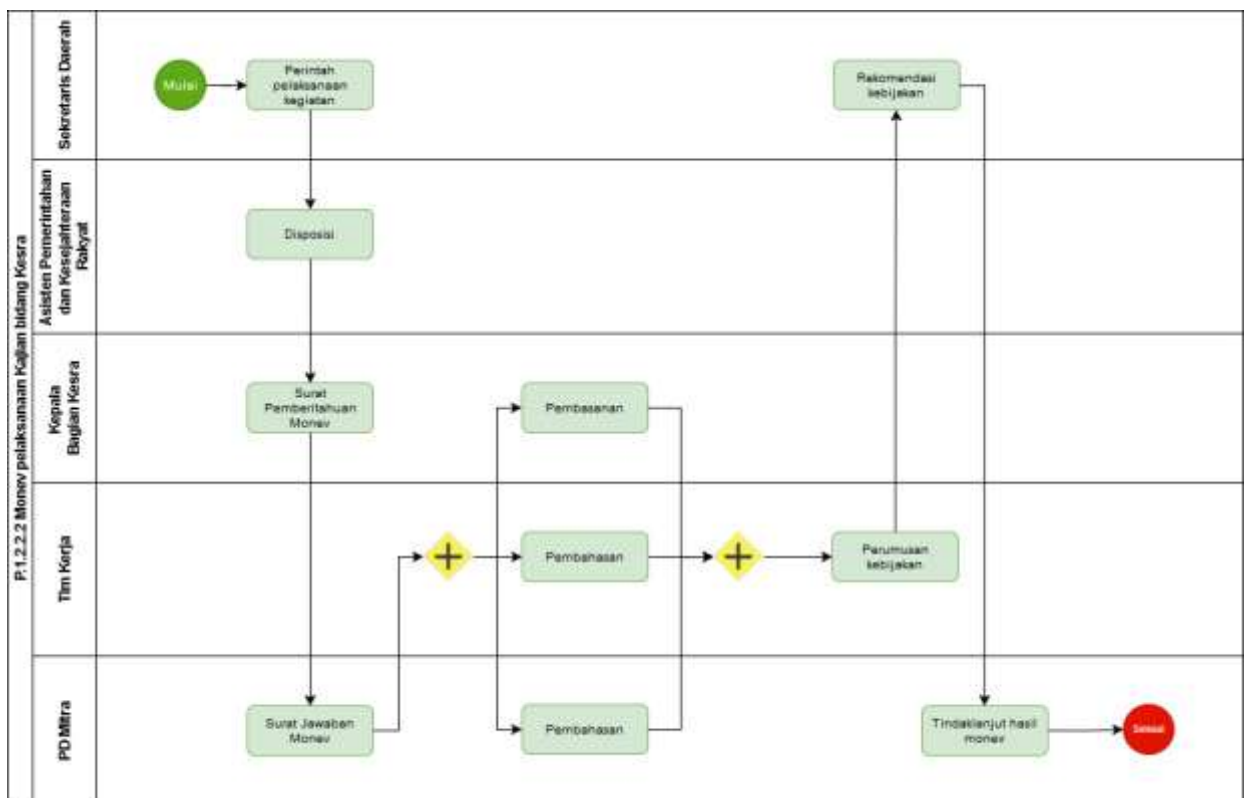 P.1.2.2.2 Monev pelaksanaan Kajian bidang Kesra
Sekretaris Daerah
Mulai
Perintah
pelaksanaan
kegiatan
Rekomendasi
kebijakan
Asisten Pemerintahan
dan Kesejahteraan
Rakyat
Disposisi
Kepala
Bagian Kesra
Surat
Pemberitahuan
Monev
Pembasanan
Tim Kerja
Pembahasan
Perumusan
kebijakan
PD Mitra
Surat Jawaban
Monev
Pembahasan
Tindaklanjut hasil
monev
Selesai